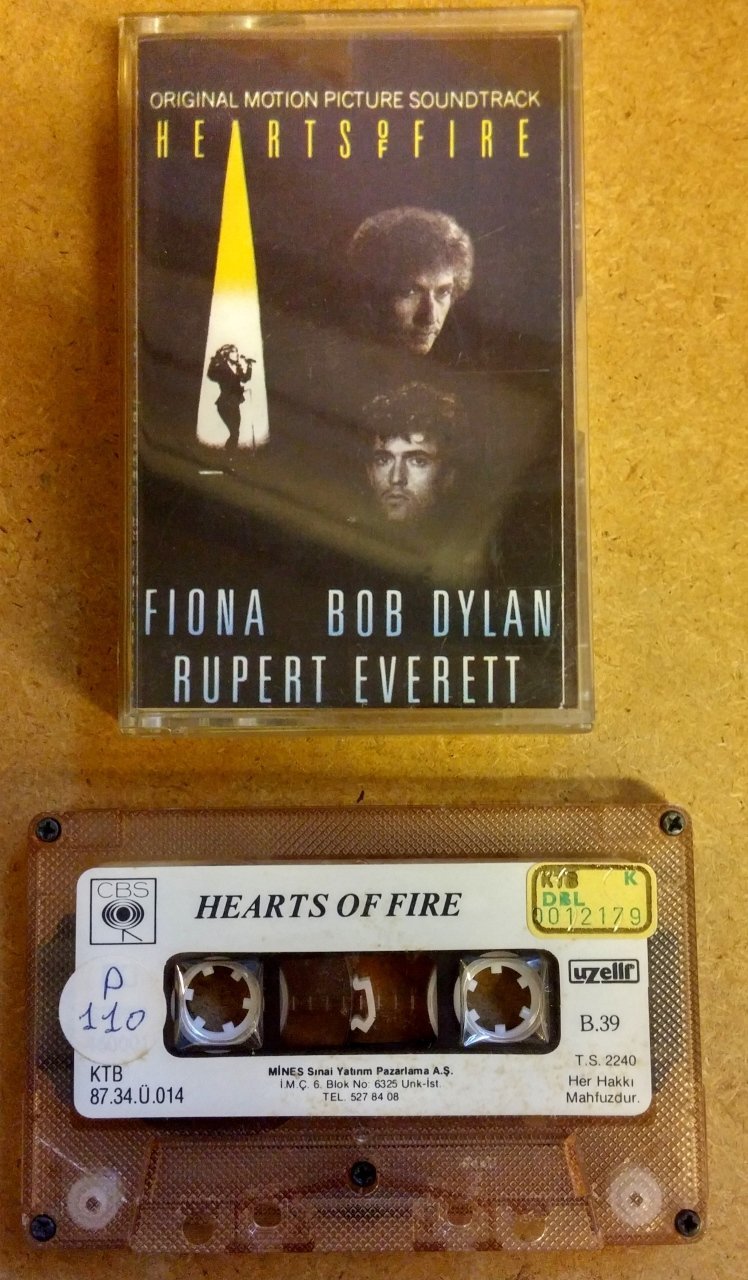 ORIGINAL MOTION PICTURE SOUNDTRACK
HEARTS OF FIRE
FIONA BOB DYLAN
RUPERT EVERETT
CBS
HEARTS OF FIRE
KTB K
DBL
0012179
P
110
uzellı
B.39
KTB
87.34.Ü.014
MİNES Sınai Yatırım Pazarlama A.Ş.
İ.M.Ç. 6. Blok No: 6325 Unk-İst.
TEL. 527 84 08
T.S. 2240
Her Hakkı
Mahfuzdur.